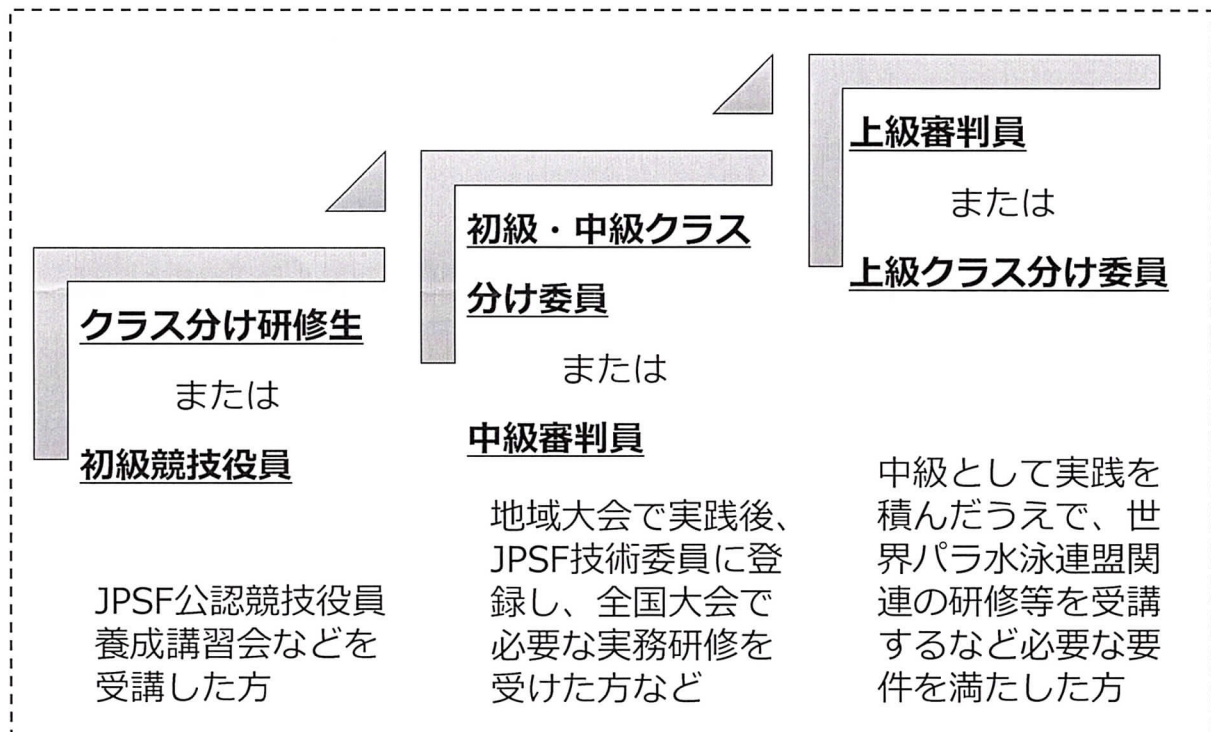 クラス分け研修生
または
初級競技役員
JPSF公認競技役員
養成講習会などを
受講した方
初級・中級クラス
分け委員
または
中級審判員
地域大会で実践後、
JPSF技術委員に登
録し、全国大会で
必要な実務研修を
受けた方など
上級審判員
または
上級クラス分け委員
中級として実践を
積んだうえで、世
界パラ水泳連盟関
連の研修等を受講
するなど必要な要
件を満たした方